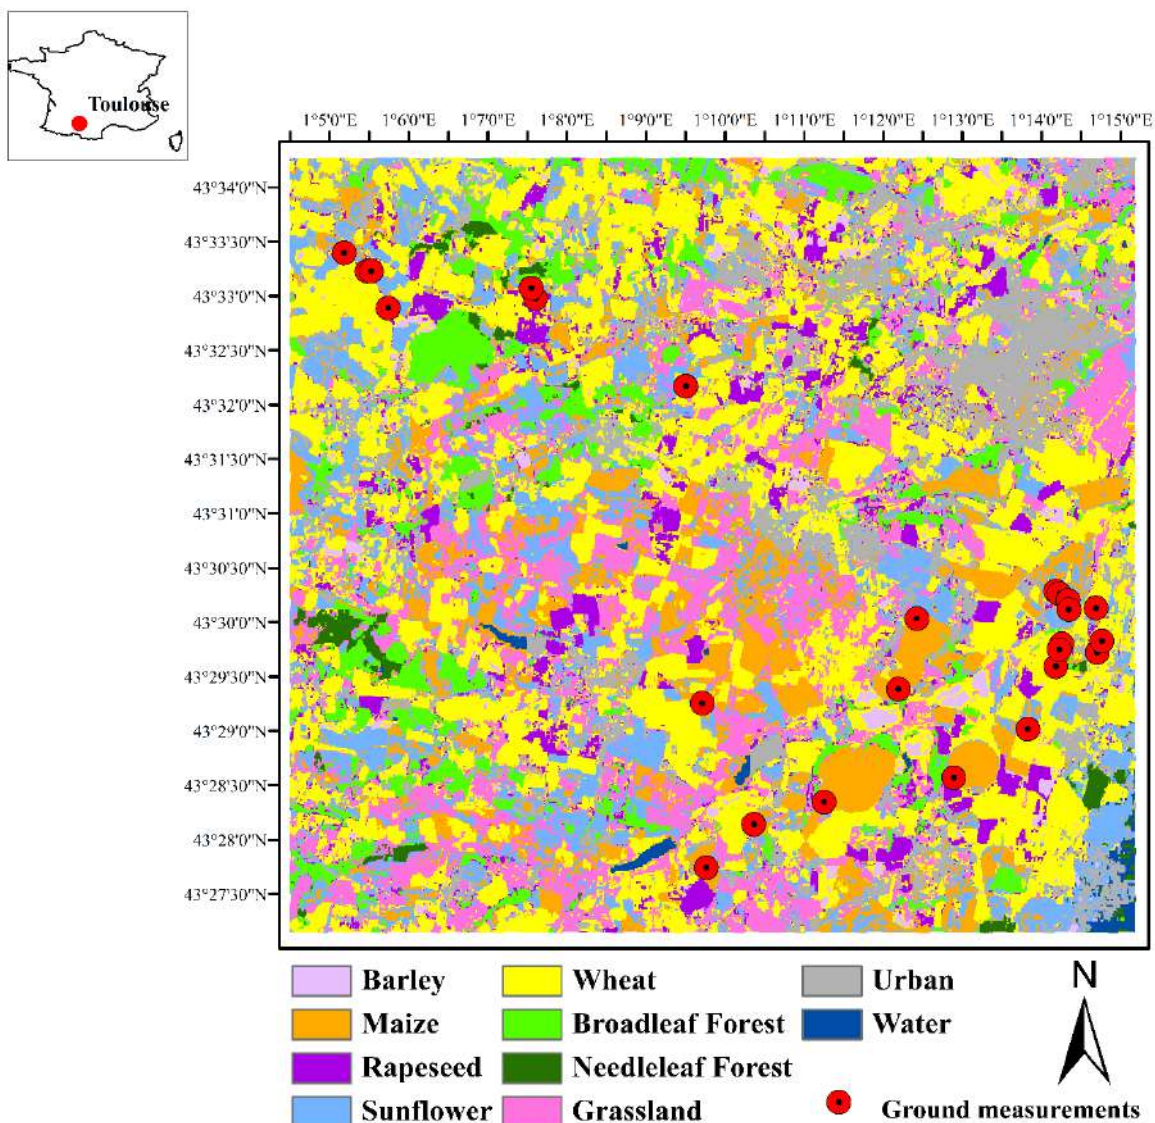 Toulouse
1°5'0"E 1°6'0"E 1°7'0"E 1°8'0"E 1°9'0"E 1°10'0"E 1°11'0"E 1°12'0"E 1°13'0"E 1°14'0"E 1°15'0"E
43°34'0"N
43°33'30"N
43°33'0"N
43°32'30"N
43°32'0"N
43°31'30"N
43°31'0"N
43°30'30"N
43°30'0"N
43°29'30"N
43°29'0"N
43°28'30"N
43°28'0"N
43°27'30"N
Barley Wheat Urban
Maize Broadleaf Forest Water
Rapeseed Needleleaf Forest
Sunflower Grassland Ground measurements
N